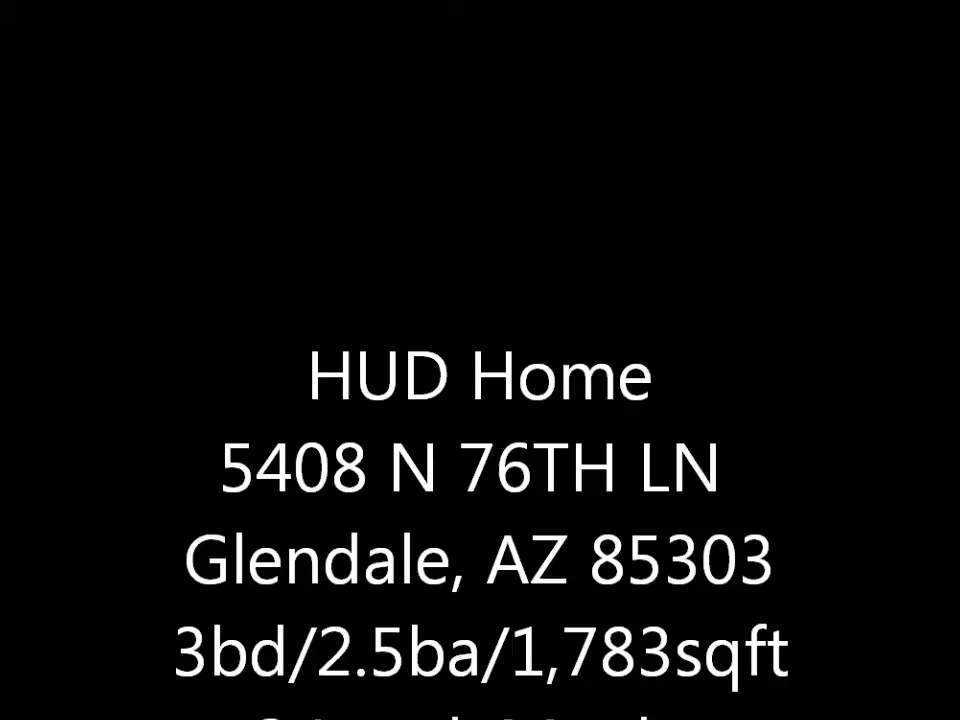 HUD Home
5408 N 76TH LN
Glendale, AZ 85303
3bd/2.5ba/1,783sqft